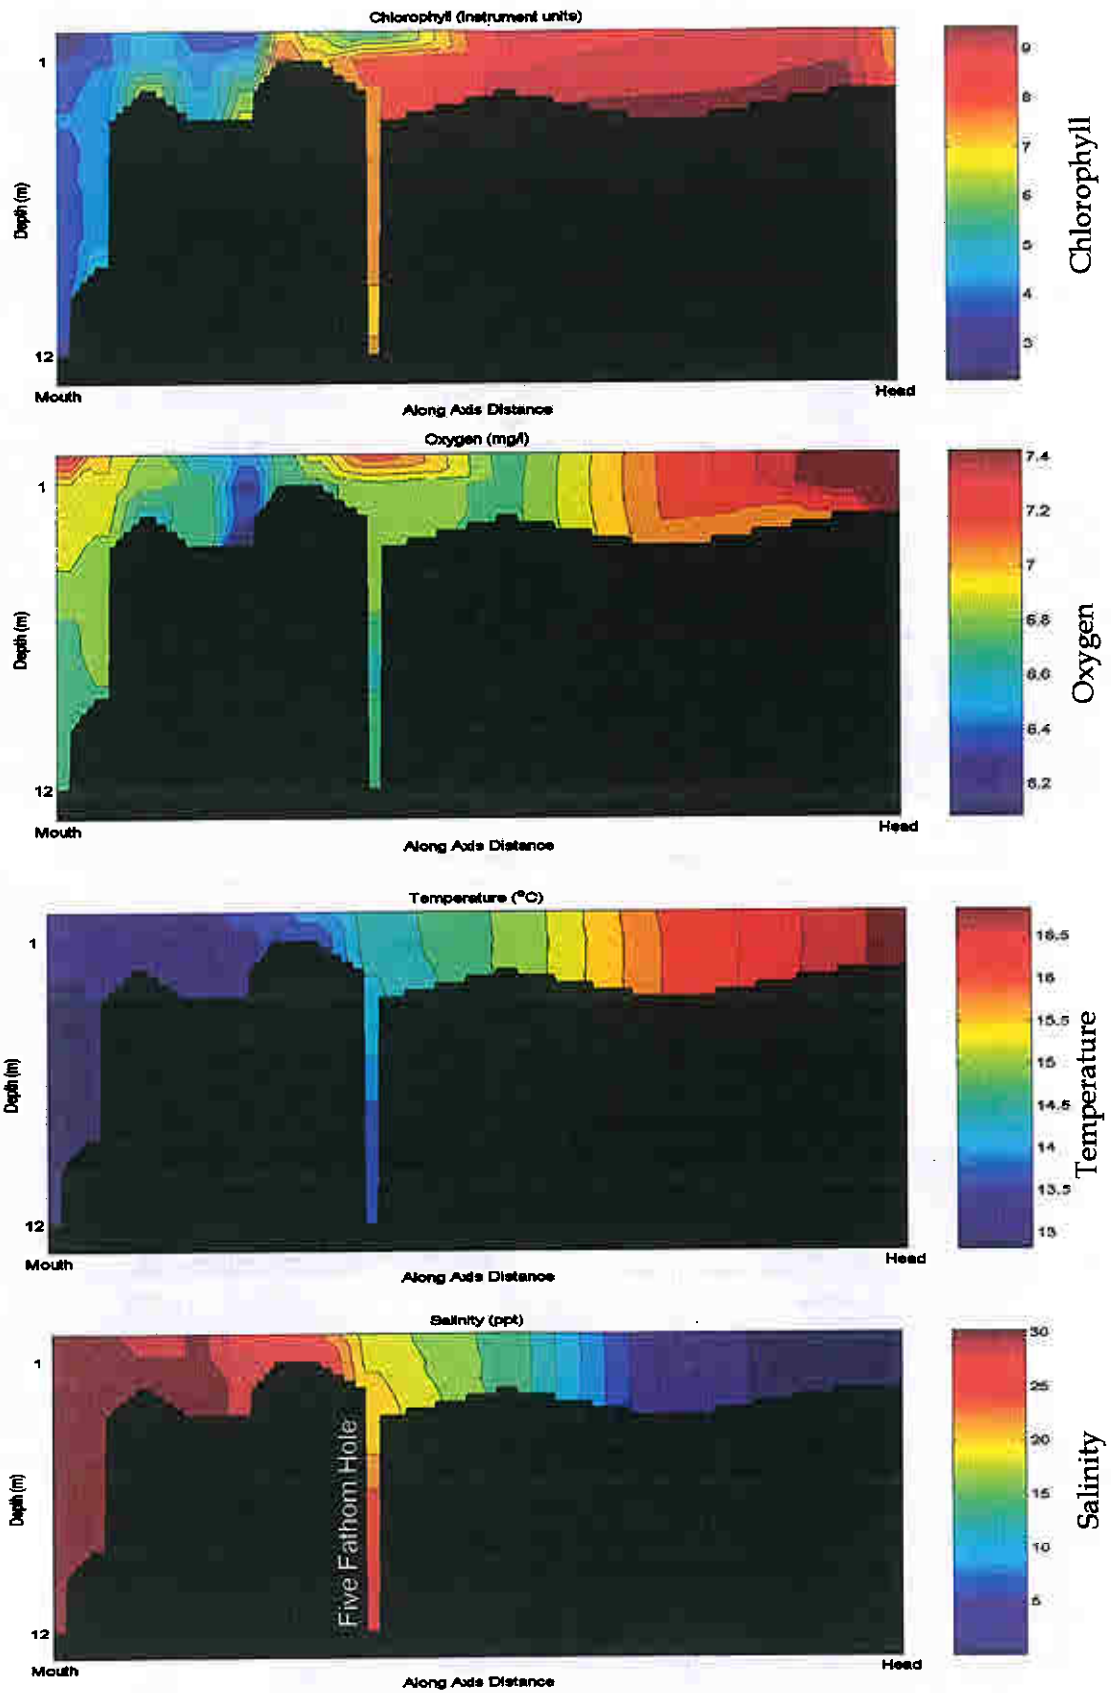 Chlorophyll (instrument units)
1
Depth (m)
12
Mouth
Head
Along Axis Distance
9
8
7
6
5
4
3
Chlorophyll
Oxygen (mg/l)
1
Depth (m)
12
Mouth
Head
Along Axis Distance
7.4
7.2
7
6.8
6.6
6.4
6.2
Oxygen
Temperature (°C)
1
Depth (m)
12
Mouth
Head
Along Axis Distance
16.5
16
15.5
15
14.5
14
13.5
13
Temperature
Salinity (ppt)
1
Depth (m)
12
Five Fathom Hole
Mouth
Head
Along Axis Distance
30
25
20
15
10
5
Salinity